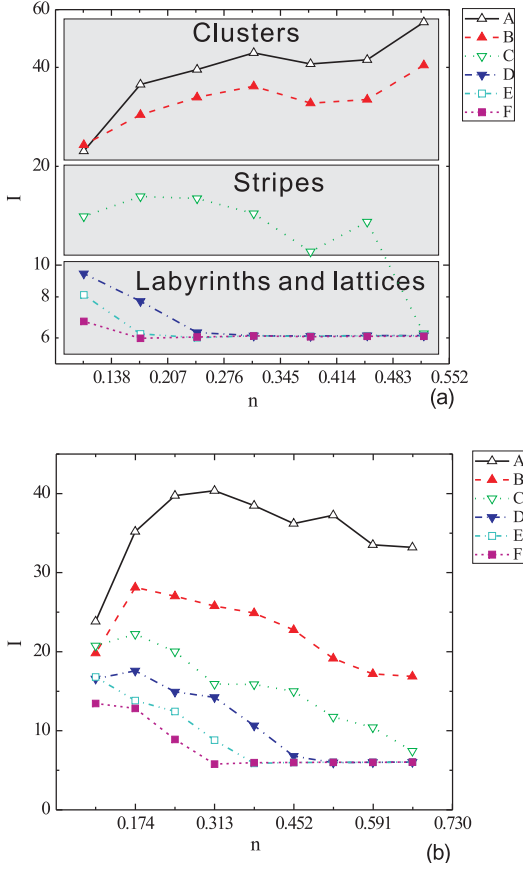 60
40
20
10
8
6
I
Clusters
Stripes
Labyrinths and lattices
A
B
C
D
E
F
0.138 0.207 0.276 0.345 0.414 0.483 0.552
n
(a)
40
30
20
10
0
I
A
B
C
D
E
F
0.174 0.313 0.452 0.591 0.730
n
(b)